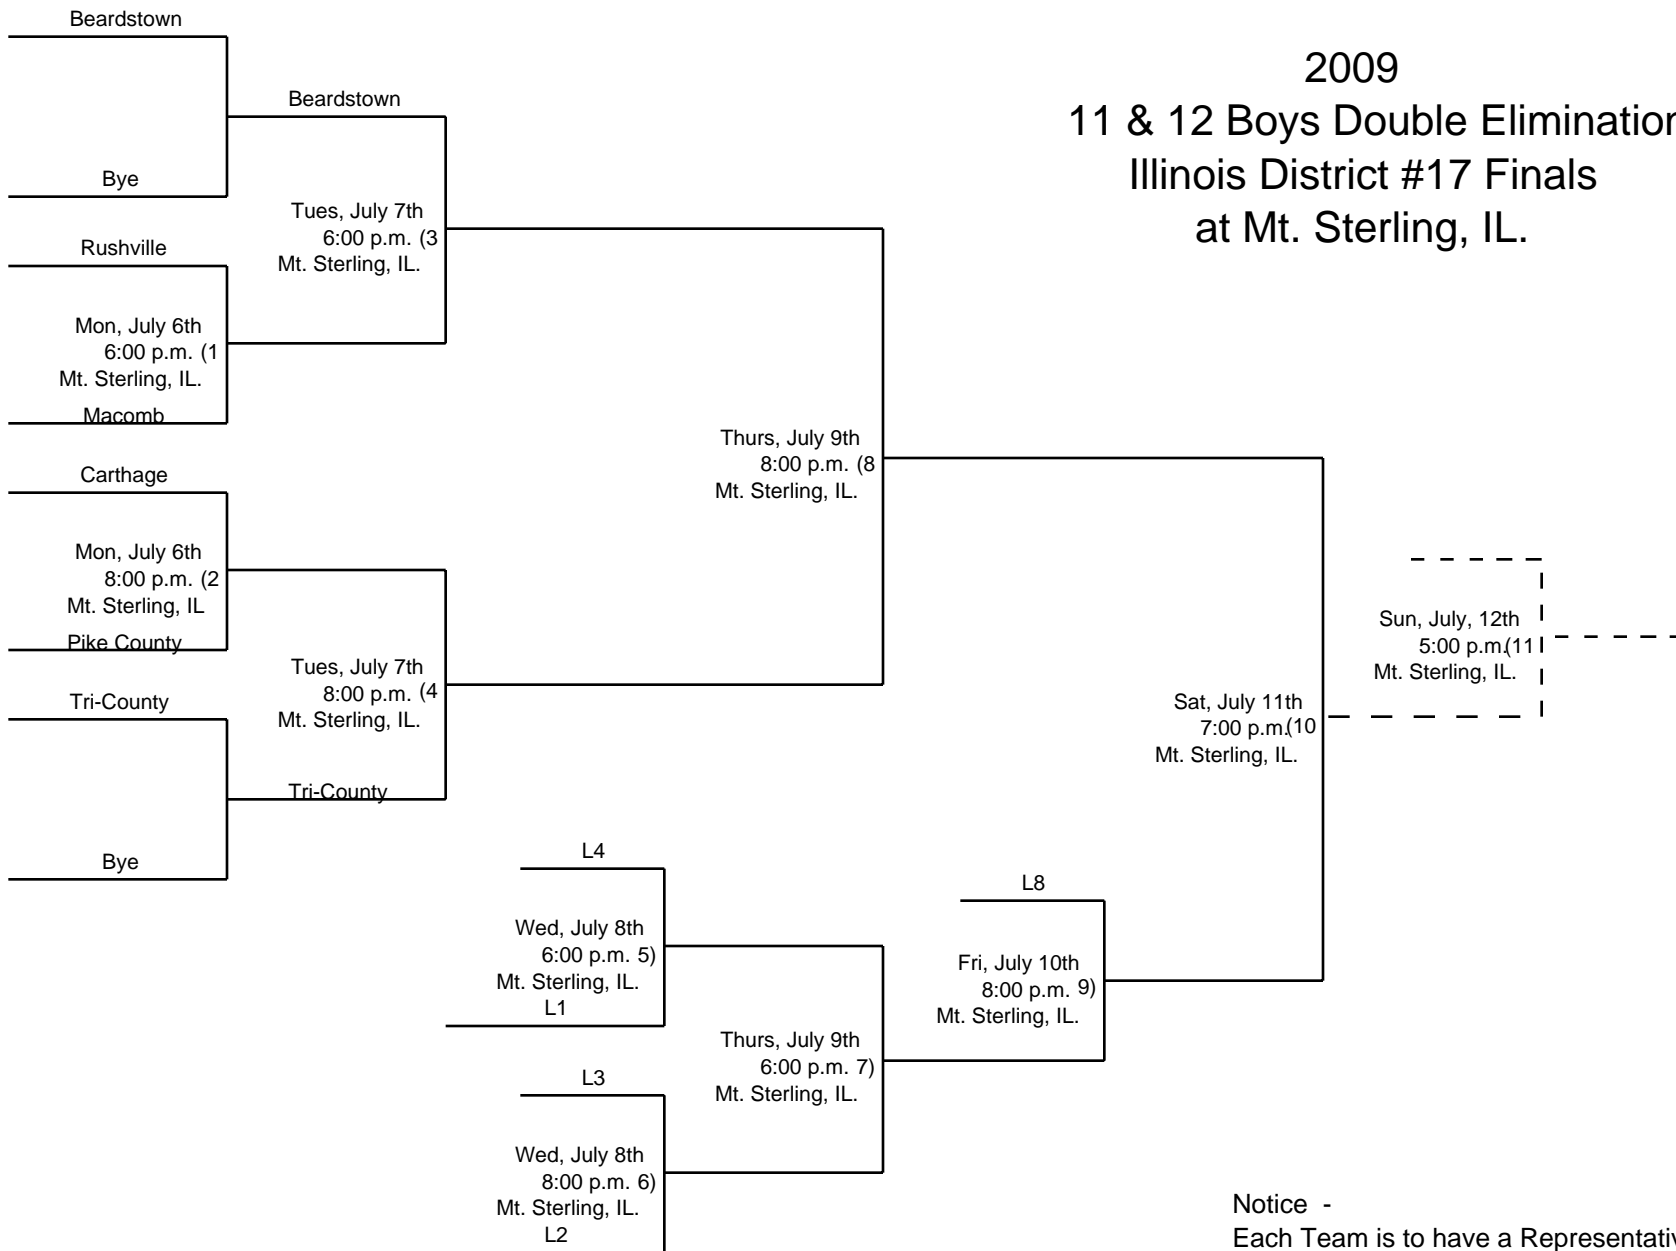 2009
11 & 12 Boys Double Elimination
Illinois District #17 Finals
at Mt. Sterling, IL.
Beardstown
Bye
Beardstown
Rushville
Mon, July 6th
6:00 p.m. (1
Mt. Sterling, IL.
Macomb
Tues, July 7th
6:00 p.m. (3
Mt. Sterling, IL.
Carthage
Mon, July 6th
8:00 p.m. (2
Mt. Sterling, IL
Pike County
Tri-County
Bye
Tues, July 7th
8:00 p.m. (4
Mt. Sterling, IL.
Tri-County
Thurs, July 9th
8:00 p.m. (8
Mt. Sterling, IL.
L4
Wed, July 8th
6:00 p.m. 5)
Mt. Sterling, IL.
L1
L3
Wed, July 8th
8:00 p.m. 6)
Mt. Sterling, IL.
L2
Thurs, July 9th
6:00 p.m. 7)
Mt. Sterling, IL.
L8
Fri, July 10th
8:00 p.m. 9)
Mt. Sterling, IL.
Sat, July 11th
7:00 p.m.(10
Mt. Sterling, IL.
Sun, July, 12th
5:00 p.m.(11
Mt. Sterling, IL.
Notice -
Each Team is to have a Representativ